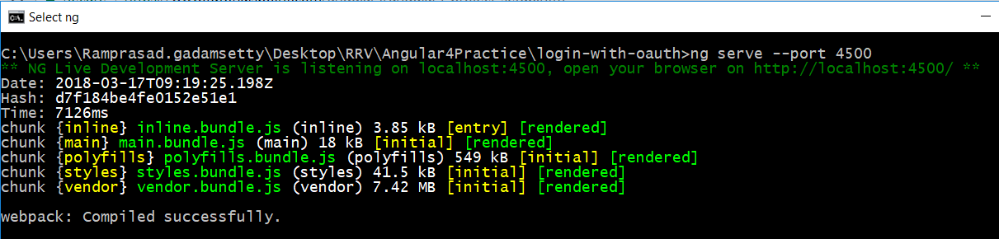 Select ng
C:\Users\Ramprasad.gadamsetty\Desktop\RRV\Angular4Practice\login-with-oauth>ng serve --port 4500
** NG Live Development Server is listening on localhost:4500, open your browser on http://localhost:4500/ **
Date: 2018-03-17T09:19:25.198Z
Hash: d7f184be4fe0152e51e1
Time: 7126ms
chunk {inline} inline.bundle.js (inline) 3.85 kB [entry] [rendered]
chunk {main} main.bundle.js (main) 18 kB [initial] [rendered]
chunk {polyfills} polyfills.bundle.js (polyfills) 549 kB [initial] [rendered]
chunk {styles} styles.bundle.js (styles) 41.5 kB [initial] [rendered]
chunk {vendor} vendor.bundle.js (vendor) 7.42 MB [initial] [rendered]
webpack: Compiled successfully.